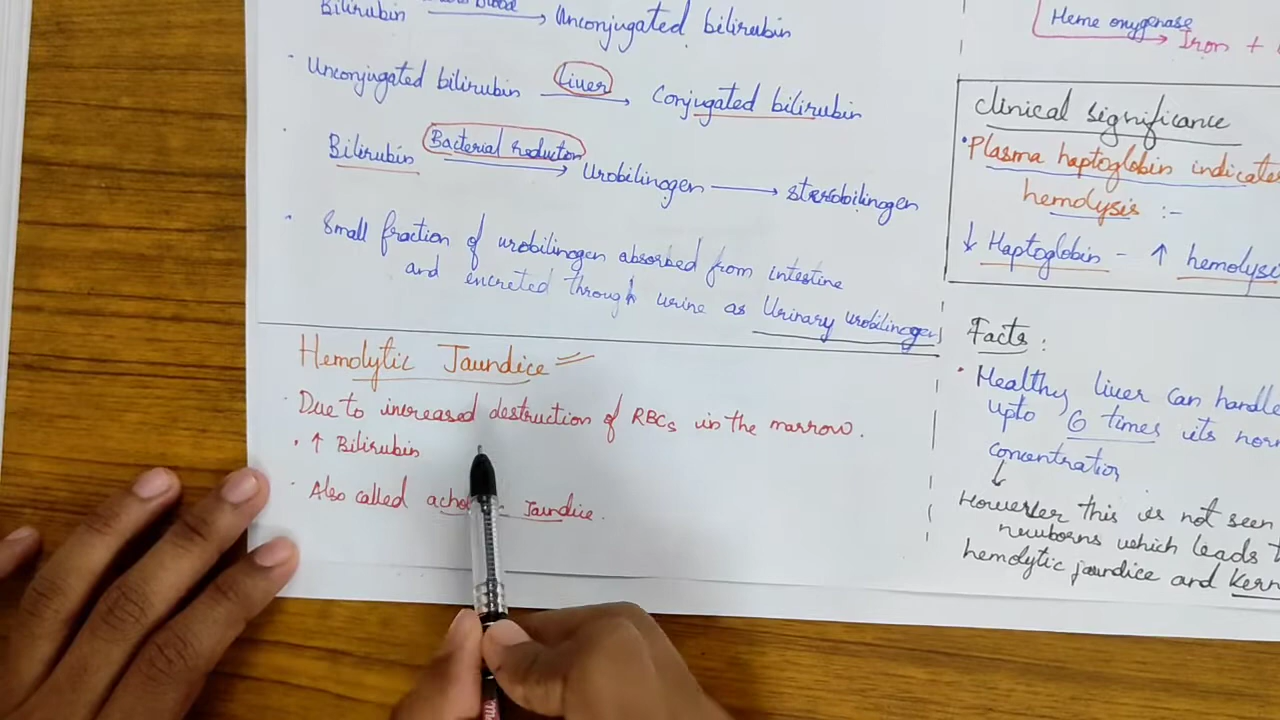 Bilirubin → Unconjugated bilirubin
Unconjugated bilirubin Liver → Conjugated bilirubin
Bilirubin Bacterial reduction → Urobilinogen → stercobilinogen
Small fraction of urobilinogen absorbed from intestine
and excreted through urine as Urinary urobilinogen
Hemolytic Jaundice
Due to increased destruction of RBCs in the marrow.
↑ Bilirubin
Also called Jaundice.
Heme oxygenase
→ Iron +
Clinical significance
Plasma haptoglobin indicates
hemolysis :-
↓ Haptoglobin - ↑
Facts :
Healthy liver can handle
upto 6 times its
concentration
↓
However this is not seen
newborns which leads
hemolytic jaundice and